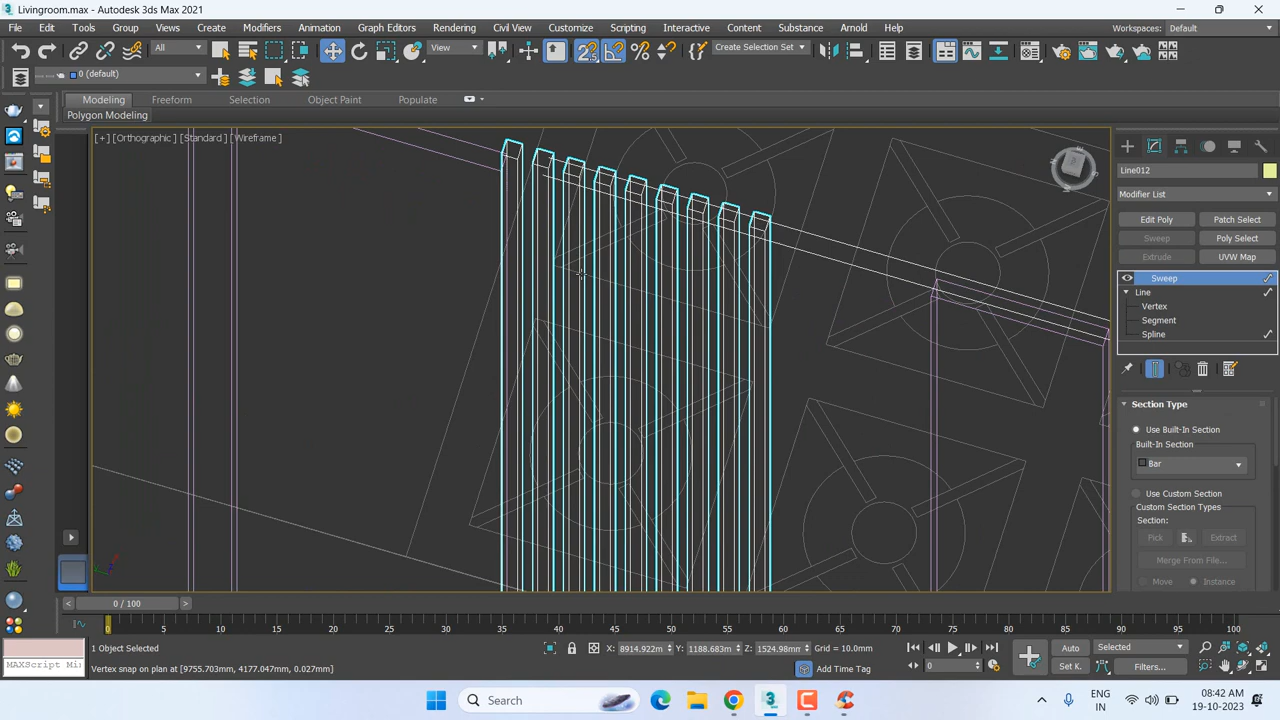 Livingroom.max - Autodesk 3ds Max 2021
File Edit Tools Group Views Create Modifiers Animation Graph Editors Rendering Civil View Customize Scripting Interactive Content Substance Arnold Help Workspaces: Default
All View Create Selection Set
0 (default)
Modeling Freeform Selection Object Paint Populate
Polygon Modeling
[+] [Orthographic ] [Standard ] [Wireframe ]
Line012
Modifier List
Edit Poly Patch Select
Sweep Poly Select
Extrude UVW Map
Sweep
Line
Vertex
Segment
Spline
Section Type
Use Built-In Section
Built-In Section
Bar
Use Custom Section
Custom Section Types
Section:
Pick Extract
Merge From File...
Move Instance
0 / 100
0 5 10 15 20 25 30 35 40 45 50 55 60 65 70 75 80 85 90 95 100
1 Object Selected X: 8914.922m Y: 1188.683m Z: 1524.98mm Grid = 10.0mm Auto Selected
MAXScript Mi Vertex snap on plan at [9755.703mm, 4177.047mm, 0.027mm] Add Time Tag 0 Set K. Filters...
Search ENG IN 08:42 AM 19-10-2023